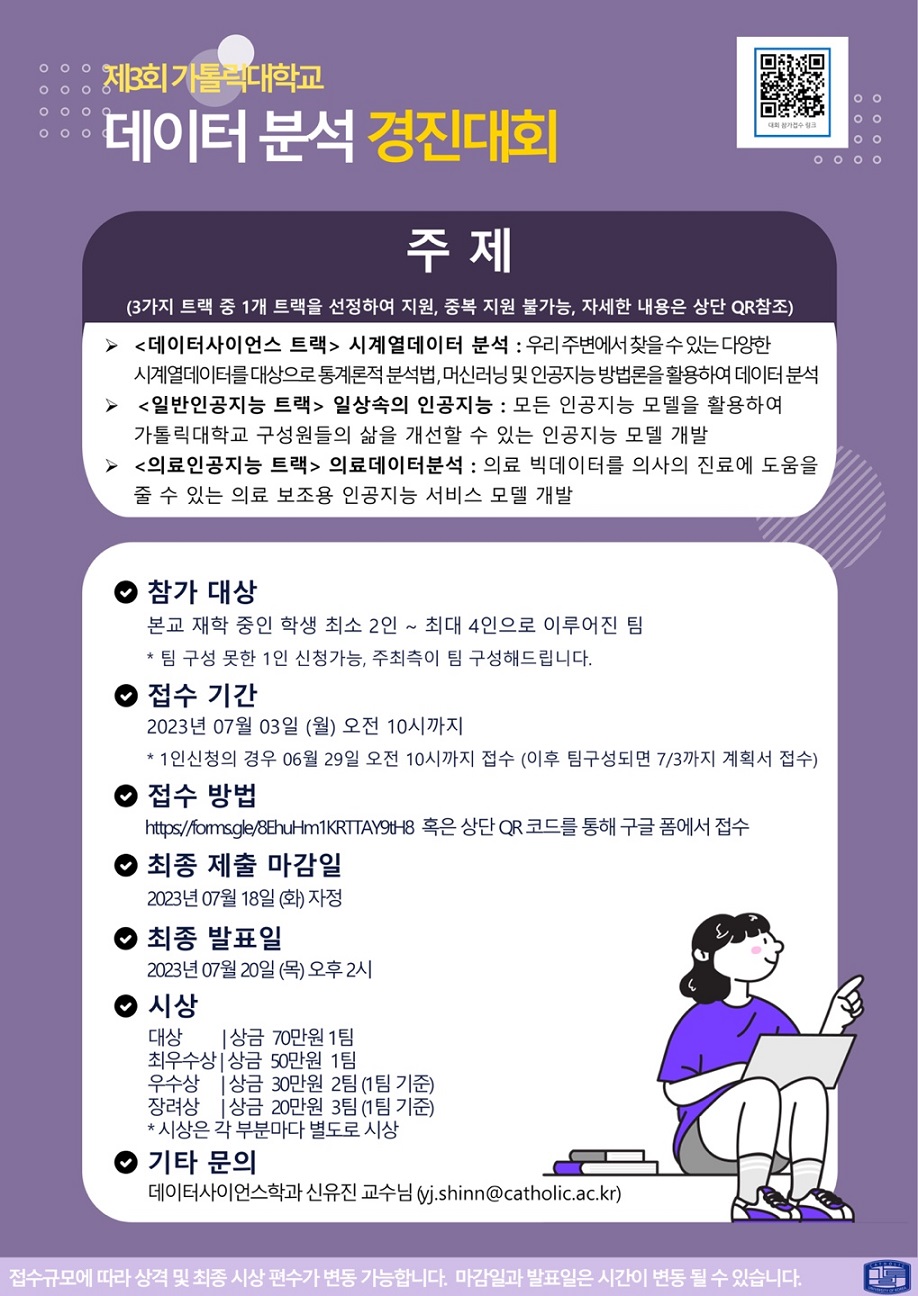 제3회 가톨릭대학교
데이터 분석 경진대회
대회 참가접수 링크
주 제
(3가지 트랙 중 1개 트랙을 선정하여 지원, 중복 지원 불가능, 자세한 내용은 상단 QR참조)
➢ <데이터사이언스 트랙> 시계열데이터 분석 : 우리 주변에서 찾을 수 있는 다양한
시계열데이터를 대상으로 통계론적 분석법, 머신러닝 및 인공지능 방법론을 활용하여 데이터 분석
➢ <일반인공지능 트랙> 일상속의 인공지능 : 모든 인공지능 모델을 활용하여
가톨릭대학교 구성원들의 삶을 개선할 수 있는 인공지능 모델 개발
➢ <의료인공지능 트랙> 의료데이터분석 : 의료 빅데이터를 의사의 진료에 도움을
줄 수 있는 의료 보조용 인공지능 서비스 모델 개발
참가 대상
본교 재학 중인 학생 최소 2인 ~ 최대 4인으로 이루어진 팀
* 팀 구성 못한 1인 신청가능, 주최측이 팀 구성해드립니다.
접수 기간
2023년 07월 03일 (월) 오전 10시까지
* 1인신청의 경우 06월 29일 오전 10시까지 접수 (이후 팀구성되면 7/3까지 계획서 접수)
접수 방법
https://forms.gle/8EhuHm1KRTTAY9tH8 혹은 상단 QR 코드를 통해 구글 폼에서 접수
최종 제출 마감일
2023년 07월 18일 (화) 자정
최종 발표일
2023년 07월 20일 (목) 오후 2시
시상
대상 | 상금 70만원 1팀
최우수상 | 상금 50만원 1팀
우수상 | 상금 30만원 2팀 (1팀 기준)
장려상 | 상금 20만원 3팀 (1팀 기준)
* 시상은 각 부분마다 별도로 시상
기타 문의
데이터사이언스학과 신유진 교수님 (yj.shinn@catholic.ac.kr)
접수규모에 따라 상격 및 최종 시상 편수가 변동 가능합니다. 마감일과 발표일은 시간이 변동 될 수 있습니다.